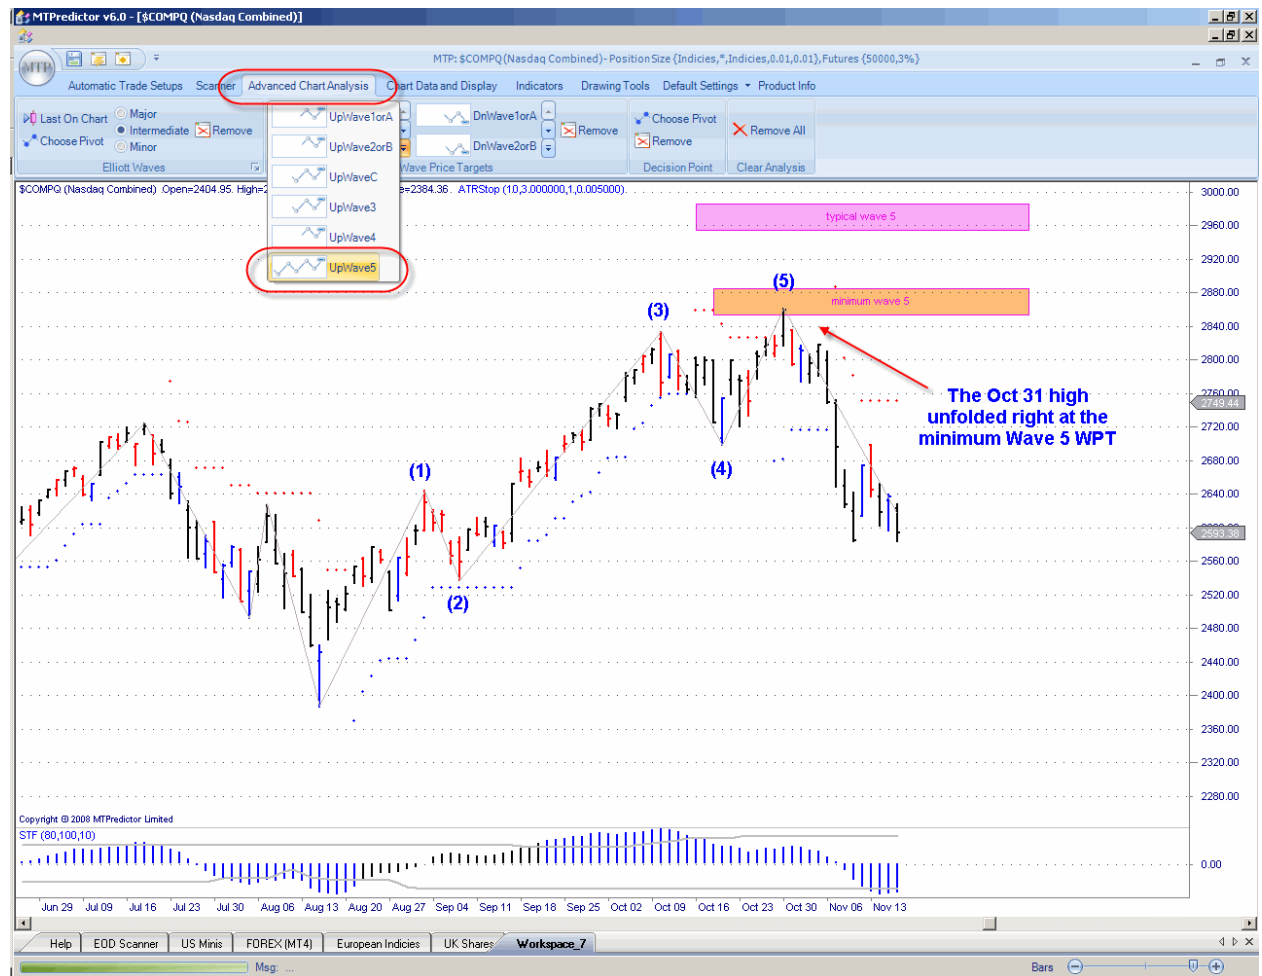 MTPredictor v6.0 - [$COMPQ (Nasdaq Combined)]
MTP
MTP: $COMPQ(Nasdaq Combined)- PositionSize {Indicies,*,Indicies,0.01,0.01},Futures {50000,3%}
Automatic Trade Setups Scanner Advanced Chart Analysis Chart Data and Display Indicators Drawing Tools Default Settings Product Info
Last On Chart
Choose Pivot
Major
Intermediate
Minor
Remove
Elliott Waves
UpWave1orA
UpWave2orB
UpWaveC
UpWave3
UpWave4
UpWave5
DnWave1orA
DnWave2orB
Remove
Wave Price Targets
Choose Pivot
Remove
Decision Point
Remove All
Clear Analysis
$COMPQ (Nasdaq Combined) Open=2404.95. High=2 e=2384.36. ATRStop (10,3.000000,1,0.005000)
typical wave 5
minimum wave 5
(5)
(3)
(1)
(4)
(2)
The Oct 31 high
unfolded right at the
minimum Wave 5 WPT
3000.00
2960.00
2920.00
2880.00
2840.00
2800.00
2760.00
2749.44
2720.00
2680.00
2640.00
2593.38
2560.00
2520.00
2480.00
2440.00
2400.00
2360.00
2320.00
2280.00
Copyright © 2008 MTPredictor Limited
STF (80,100,10)
0.00
Jun 29 Jul 09 Jul 16 Jul 23 Jul 30 Aug 06 Aug 13 Aug 20 Aug 27 Sep 04 Sep 11 Sep 18 Sep 25 Oct 02 Oct 09 Oct 16 Oct 23 Oct 30 Nov 06 Nov 13
Help EOD Scanner US Minis FOREX (MT4) European Indicies UK Shares Workspace_7
Msg: ... Bars